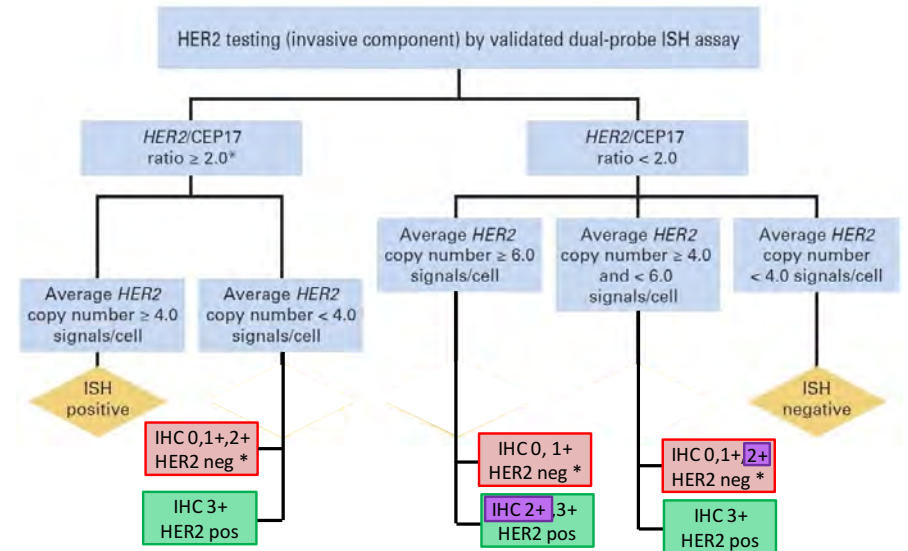 HER2 testing (invasive component) by validated dual-probe ISH assay
HER2/CEP17
ratio ≥ 2.0*
HER2/CEP17
ratio < 2.0
Average HER2
copy number ≥ 4.0
signals/cell
Average HER2
copy number < 4.0
signals/cell
Average HER2
copy number ≥ 6.0
signals/cell
Average HER2
copy number ≥ 4.0
and < 6.0
signals/cell
Average HER2
copy number
< 4.0 signals/cell
ISH
positive
ISH
negative
IHC 0,1+,2+
HER2 neg *
IHC 3+
HER2 pos
IHC 0, 1+
HER2 neg *
IHC 2+ ,3+
HER2 pos
IHC 0,1+,2+
HER2 neg *
IHC 3+
HER2 pos